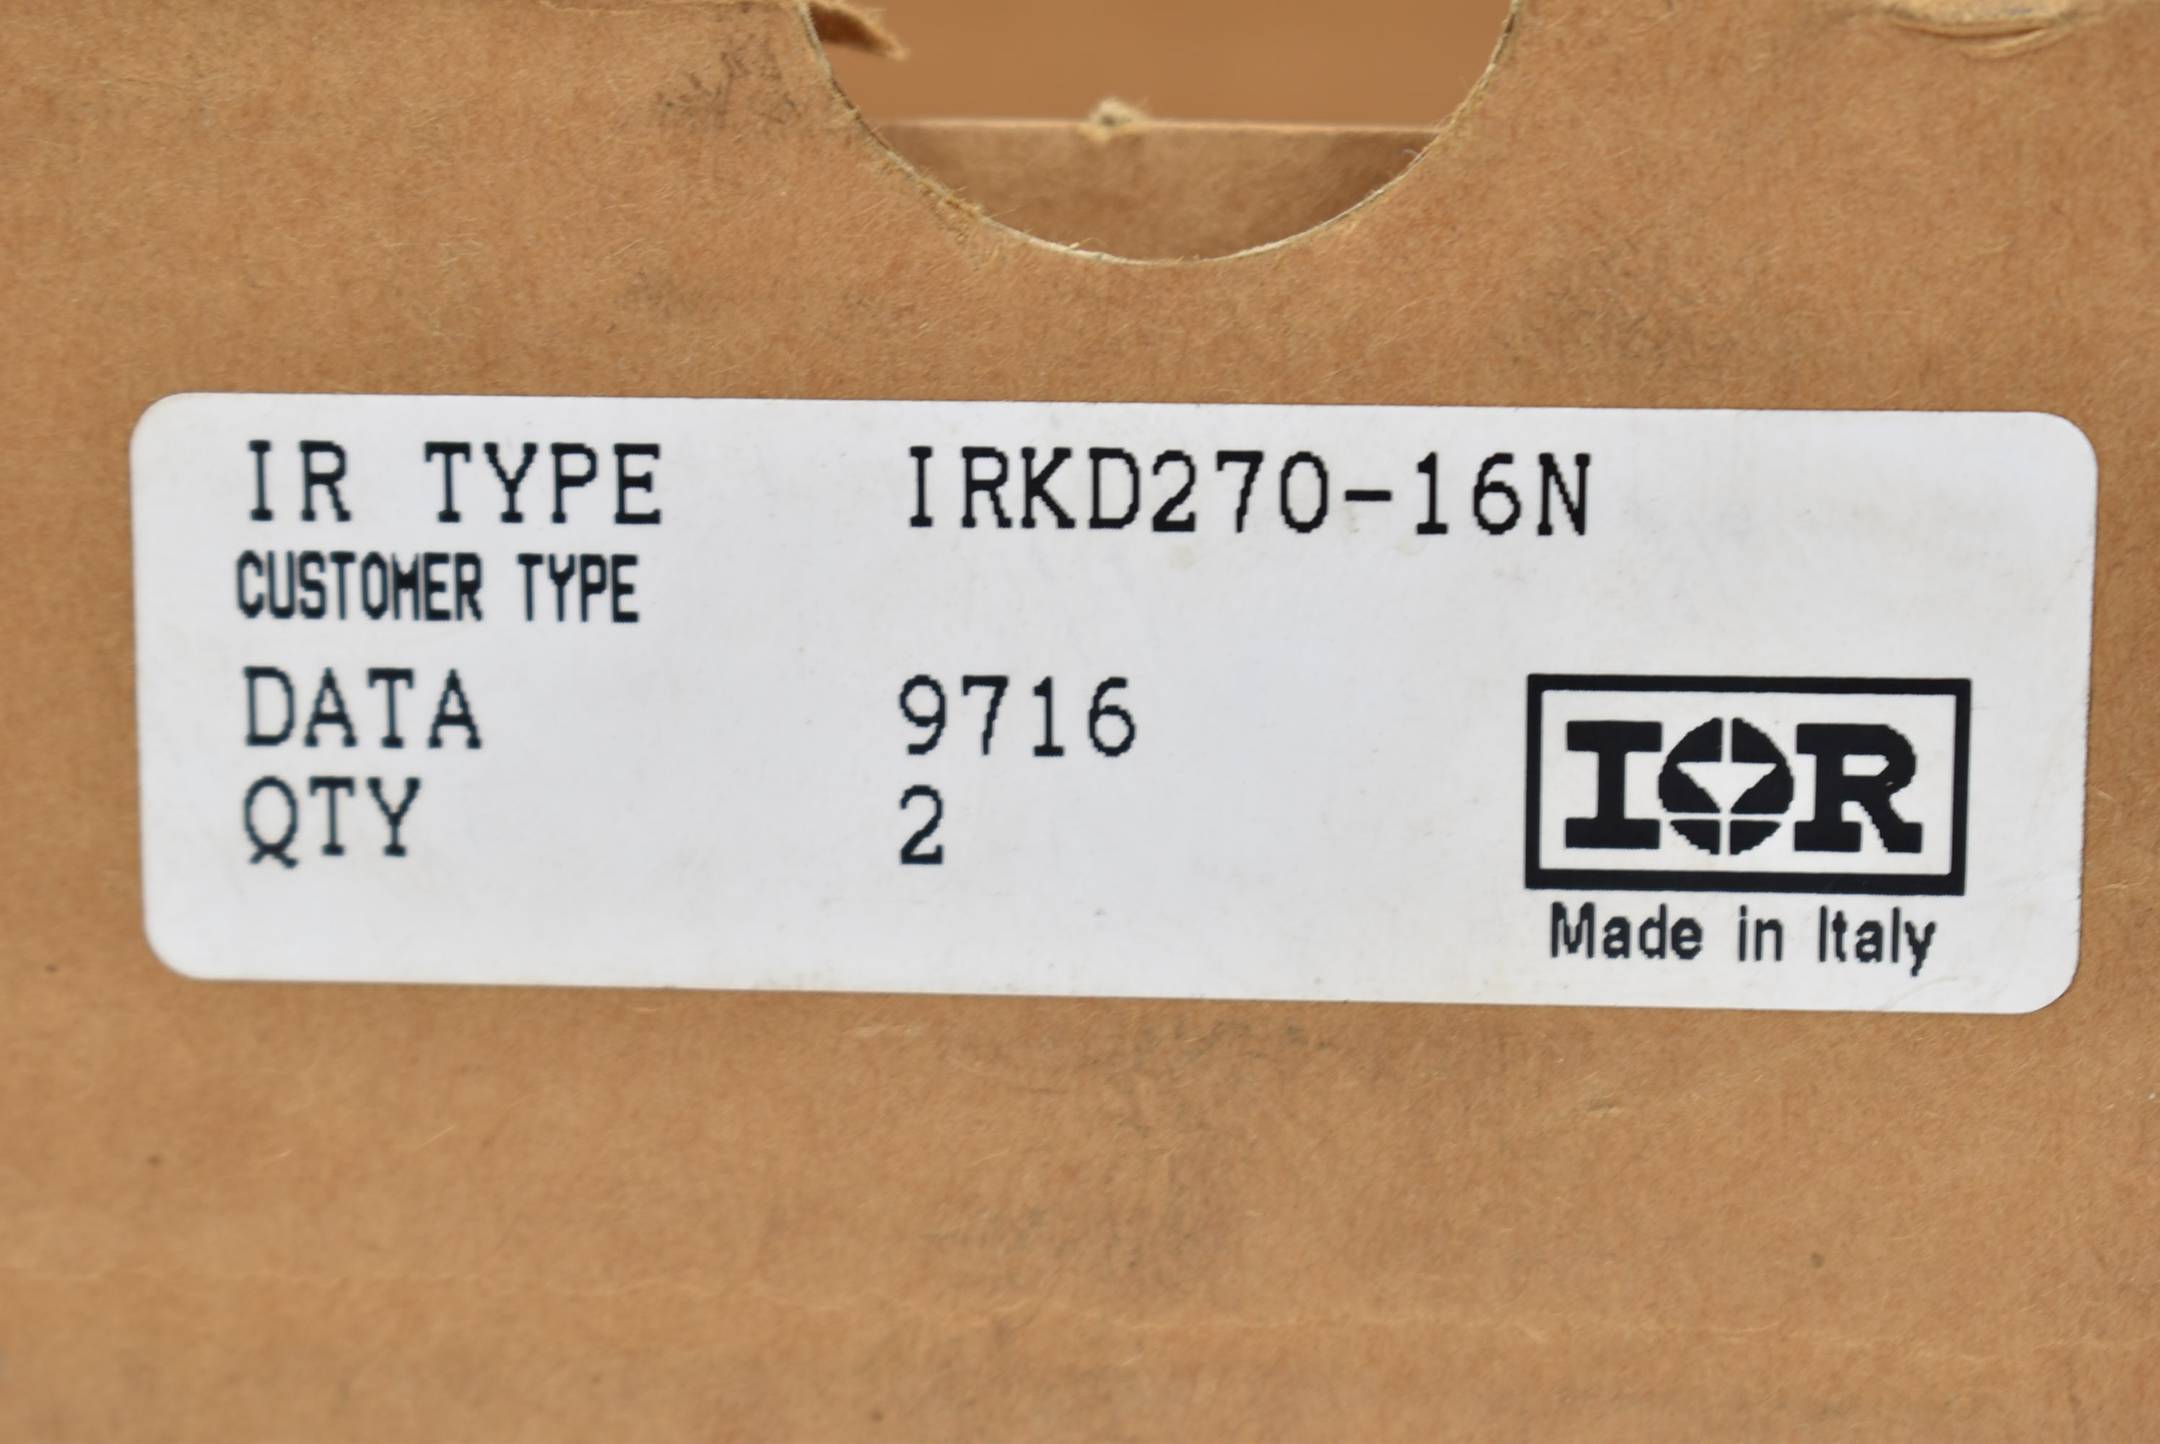 IR TYPE IRKD270-16N
CUSTOMER TYPE
DATA 9716
QTY 2
IOR
Made in Italy